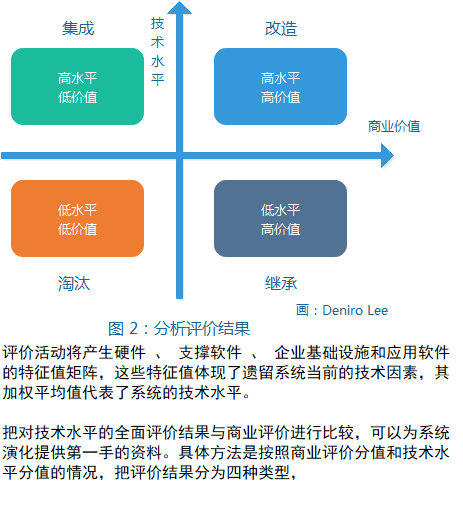 集成
技术水平
改造
高水平
低价值
高水平
高价值
商业价值
低水平
低价值
低水平
高价值
淘汰
继承
画：Deniro Lee
图 2：分析评价结果
评价活动将产生硬件 、 支撑软件 、 企业基础设施和应用软件
的特征值矩阵，这些特征值体现了遗留系统当前的技术因素，其
加权平均值代表了系统的技术水平。
把对技术水平的全面评价结果与商业评价进行比较，可以为系统
演化提供第一手的资料。具体方法是按照商业评价分值和技术水
平分值的情况，把评价结果分为四种类型，